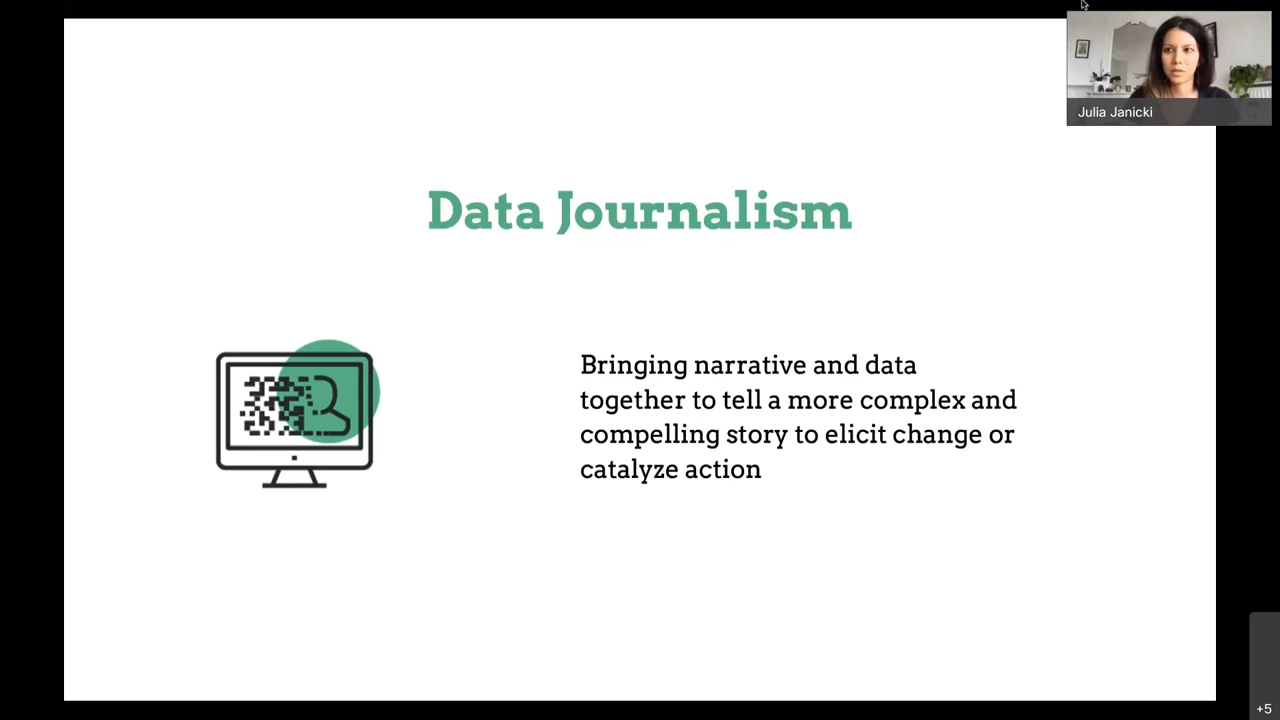 Julia Janicki
Data Journalism
Bringing narrative and data
together to tell a more complex and
compelling story to elicit change or
catalyze action
+5